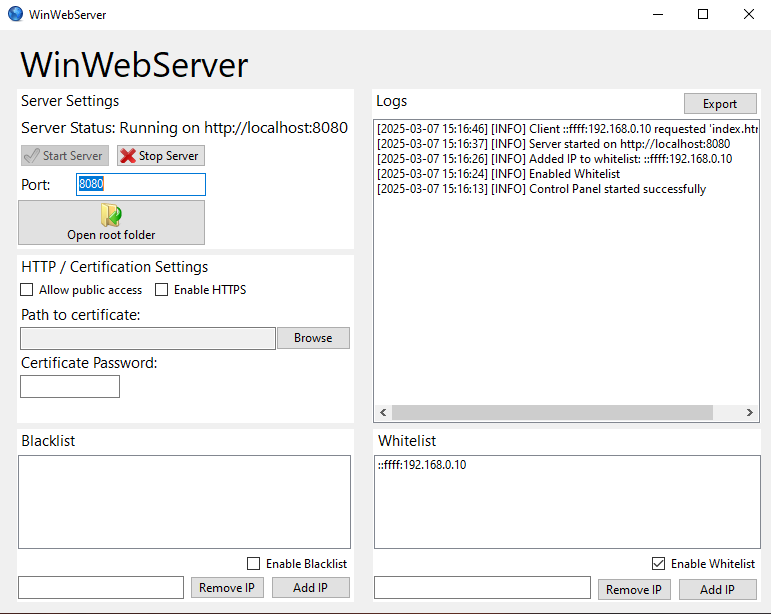 WinWebServer
WinWebServer
Server Settings
Server Status: Running on http://localhost:8080
Start Server
Stop Server
Port:
8080
Open root folder
HTTP / Certification Settings
Allow public access
Enable HTTPS
Path to certificate:
Browse
Certificate Password:
Logs
Export
[2025-03-07 15:16:46] [INFO] Client ::ffff:192.168.0.10 requested 'index.htr
[2025-03-07 15:16:37] [INFO] Server started on http://localhost:8080
[2025-03-07 15:16:26] [INFO] Added IP to whitelist: ::ffff:192.168.0.10
[2025-03-07 15:16:24] [INFO] Enabled Whitelist
[2025-03-07 15:16:13] [INFO] Control Panel started successfully
Blacklist
Enable Blacklist
Remove IP
Add IP
Whitelist
::ffff:192.168.0.10
Enable Whitelist
Remove IP
Add IP